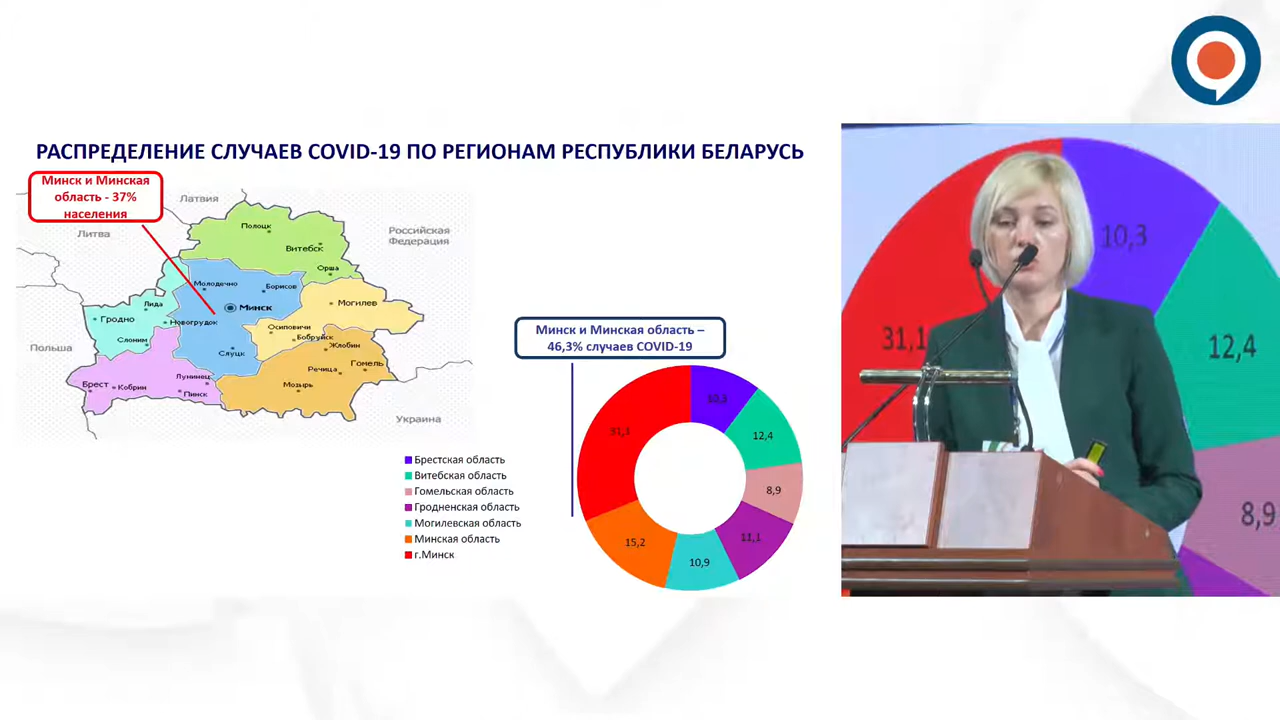 РАСПРЕДЕЛЕНИЕ СЛУЧАЕВ COVID-19 ПО РЕГИОНАМ РЕСПУБЛИКИ БЕЛАРУСЬ
Минск и Минская
область - 37%
населения
Латвия
Литва
Российская
Федерация
Польша
Украина
Полоцк
Витебск
Орша
Молодечно
Борисов
Минск
Могилев
Лида
Гродно
Новогрудок
Слоним
Осиповичи
Бобруйск
Жлобин
Слуцк
Гомель
Речица
Лунинец
Мозырь
Брест
Кобрин
Пинск
Минск и Минская область –
46,3% случаев COVID-19
10,3
12,4
8,9
11,1
10,9
15,2
31,1
Брестская область
Витебская область
Гомельская область
Гродненская область
Могилевская область
Минская область
г.Минск
10,3
12,4
31,1
8,9